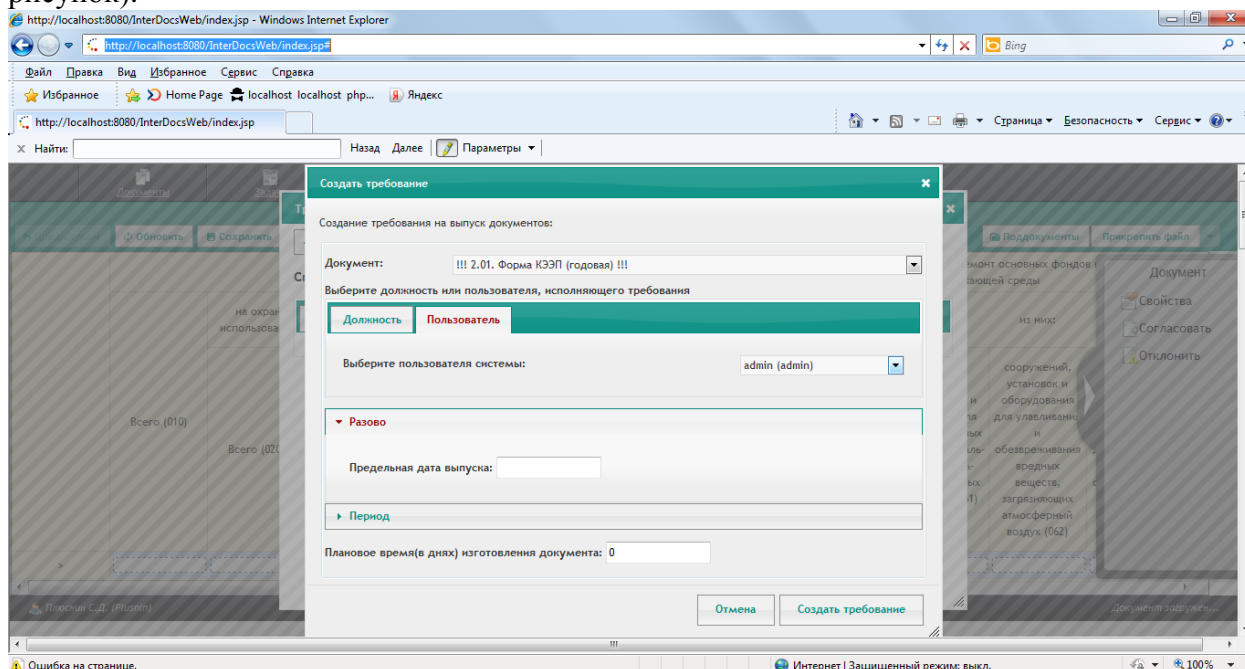 рисунок).
http://localhost:8080/InterDocsWeb/index.jsp - Windows Internet Explorer
http://localhost:8080/InterDocsWeb/index.jsp#
Bing
Файл Правка Вид Избранное Сервис Справка
Избранное Home Page localhost localhost php... Яндекс
http://localhost:8080/InterDocsWeb/index.jsp
Страница Безопасность Сервис
x Найти: Назад Далее Параметры
Документы
Создать требование
Обновить Сохранить
Поддокументы Прикрепить файл
Создание требования на выпуск документов:
Документ: !!! 2.01. Форма КЭЭП (годовая) !!!
Выберите должность или пользователя, исполняющего требования
Должность Пользователь
Выберите пользователя системы: admin (admin)
Разово
Предельная дата выпуска:
Период
Плановое время(в днях) изготовления документа: 0
Отмена Создать требование
Всего (010)
Всего (020
из них:
сооружений,
установок и
оборудования
для улавливания
и
обезвреживания
вредных
веществ,
загрязняющих
атмосферный
воздух (062)
Документ
Свойства
Согласовать
Отклонить
Плюснин С.Д. (Plusnin)
Документ загружен...
Ошибка на странице.
Интернет | Защищенный режим: выкл.
100%